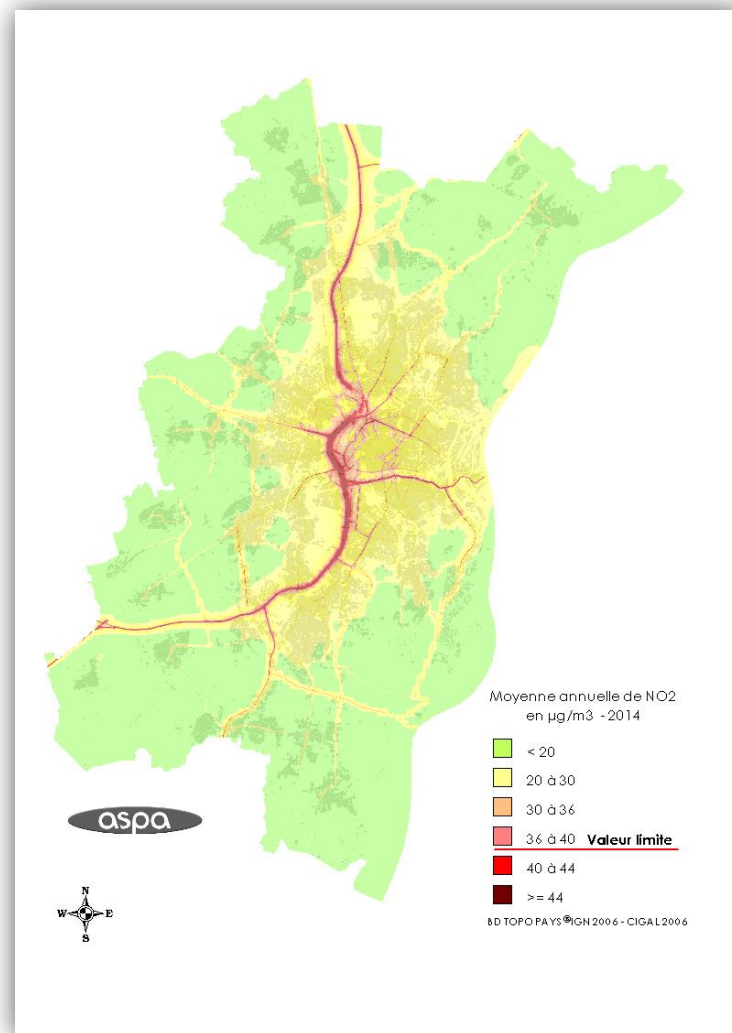 Moyenne annuelle de NO2
en µg/m3 - 2014
< 20
20 à 30
30 à 36
36 à 40 Valeur limite
40 à 44
>= 44
BD TOPO PAYS®IGN 2006 - CIGAL 2006
aspa
N
W E
S